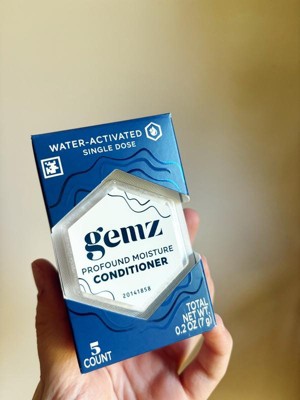 WATER-ACTIVATED
SINGLE DOSE
gemz
PROFOUND MOISTURE
CONDITIONER
20141858
5
COUNT
TOTAL
NET WT.
0.2 OZ (7 g)